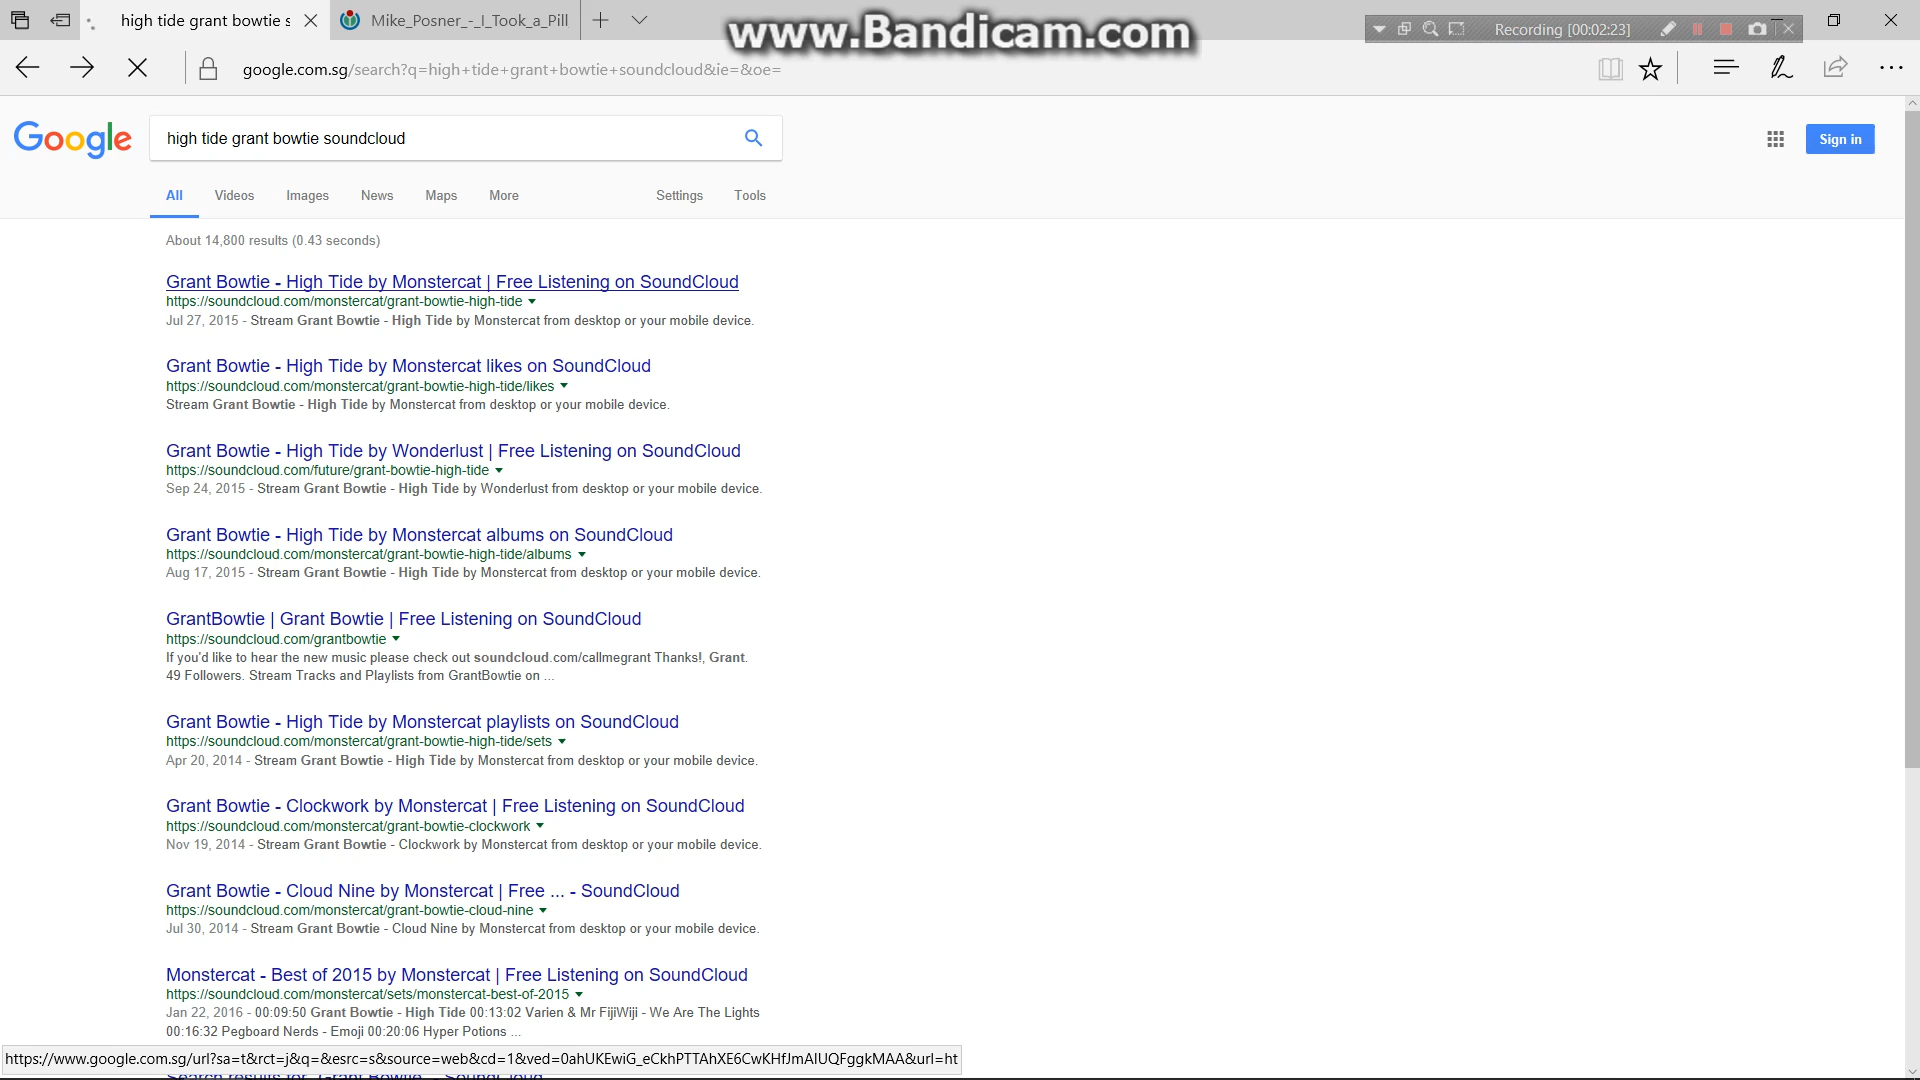 high tide grant bowtie s
Mike_Posner_-_I_Took_a_Pill
www.Bandicam.com
Recording [00:02:23]
google.com.sg/search?q=high+tide+grant+bowtie+soundcloud&ie=&oe=
Google
high tide grant bowtie soundcloud
Sign in
All Videos Images News Maps More Settings Tools
About 14,800 results (0.43 seconds)
Grant Bowtie - High Tide by Monstercat | Free Listening on SoundCloud
https://soundcloud.com/monstercat/grant-bowtie-high-tide
Jul 27, 2015 - Stream Grant Bowtie - High Tide by Monstercat from desktop or your mobile device.
Grant Bowtie - High Tide by Monstercat likes on SoundCloud
https://soundcloud.com/monstercat/grant-bowtie-high-tide/likes
Stream Grant Bowtie - High Tide by Monstercat from desktop or your mobile device.
Grant Bowtie - High Tide by Wonderlust | Free Listening on SoundCloud
https://soundcloud.com/future/grant-bowtie-high-tide
Sep 24, 2015 - Stream Grant Bowtie - High Tide by Wonderlust from desktop or your mobile device.
Grant Bowtie - High Tide by Monstercat albums on SoundCloud
https://soundcloud.com/monstercat/grant-bowtie-high-tide/albums
Aug 17, 2015 - Stream Grant Bowtie - High Tide by Monstercat from desktop or your mobile device.
GrantBowtie | Grant Bowtie | Free Listening on SoundCloud
https://soundcloud.com/grantbowtie
If you'd like to hear the new music please check out soundcloud.com/callmegrant Thanks!, Grant.
49 Followers. Stream Tracks and Playlists from GrantBowtie on ...
Grant Bowtie - High Tide by Monstercat playlists on SoundCloud
https://soundcloud.com/monstercat/grant-bowtie-high-tide/sets
Apr 20, 2014 - Stream Grant Bowtie - High Tide by Monstercat from desktop or your mobile device.
Grant Bowtie - Clockwork by Monstercat | Free Listening on SoundCloud
https://soundcloud.com/monstercat/grant-bowtie-clockwork
Nov 19, 2014 - Stream Grant Bowtie - Clockwork by Monstercat from desktop or your mobile device.
Grant Bowtie - Cloud Nine by Monstercat | Free ... - SoundCloud
https://soundcloud.com/monstercat/grant-bowtie-cloud-nine
Jul 30, 2014 - Stream Grant Bowtie - Cloud Nine by Monstercat from desktop or your mobile device.
Monstercat - Best of 2015 by Monstercat | Free Listening on SoundCloud
https://soundcloud.com/monstercat/sets/monstercat-best-of-2015
Jan 22, 2016 - 00:09:50 Grant Bowtie - High Tide 00:13:02 Varien & Mr FijiWiji - We Are The Lights
00:16:32 Pegboard Nerds - Emoji 00:20:06 Hyper Potions ...
https://www.google.com.sg/url?sa=t&rct=j&q=&esrc=s&source=web&cd=1&ved=0ahUKEwiG_eCkhPTTAhXE6CwKHfJmAIUQFggkMAA&url=ht
Search results for "Grant Bowtie" - SoundCloud